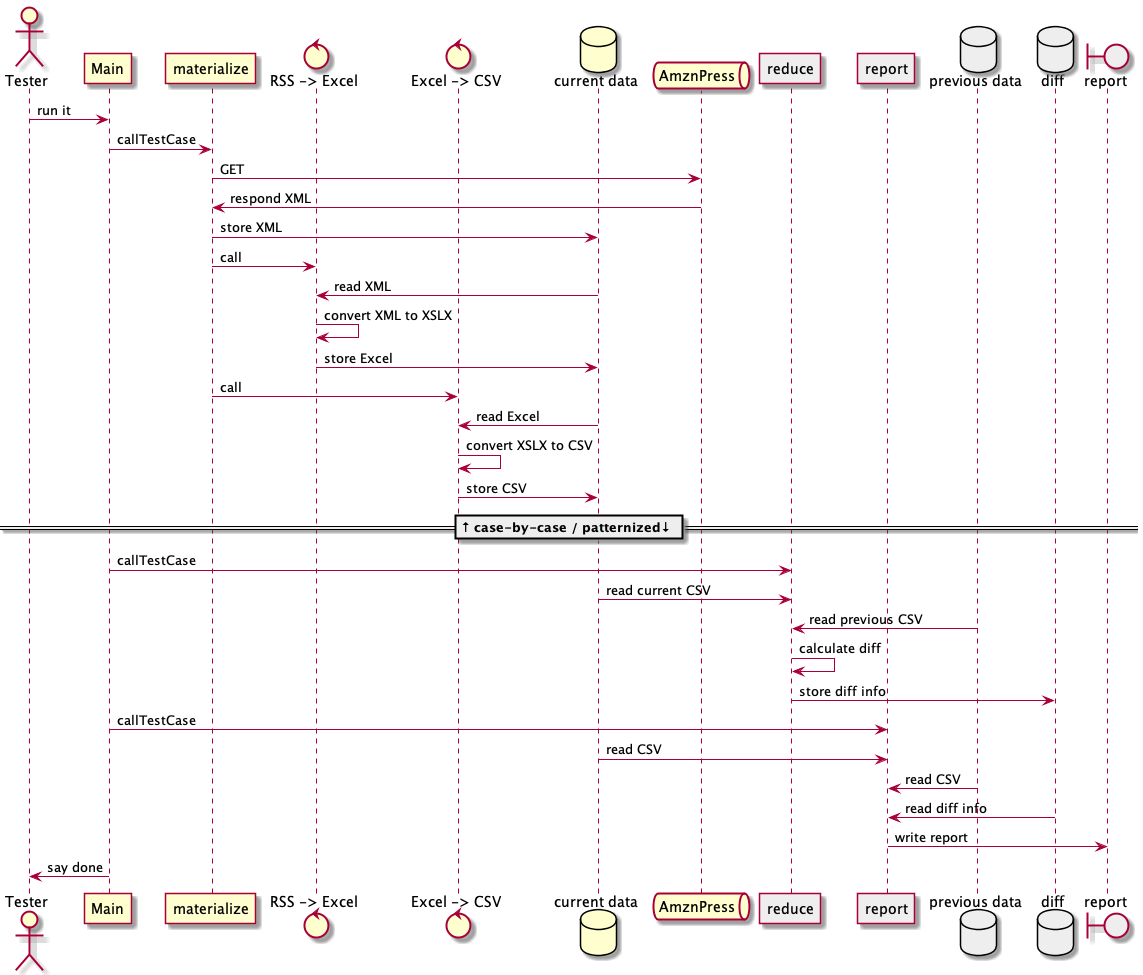 Tester
Main
materialize
RSS -> Excel
Excel -> CSV
current data
AmznPress
reduce
report
previous data
diff
report
run it
callTestCase
GET
respond XML
store XML
call
read XML
convert XML to XSLX
store Excel
call
read Excel
convert XSLX to CSV
store CSV
↑ case-by-case / patternized↓
callTestCase
read current CSV
read previous CSV
calculate diff
store diff info
callTestCase
read CSV
read CSV
read diff info
write report
say done
Tester
Main
materialize
RSS -> Excel
Excel -> CSV
current data
AmznPress
reduce
report
previous data
diff
report